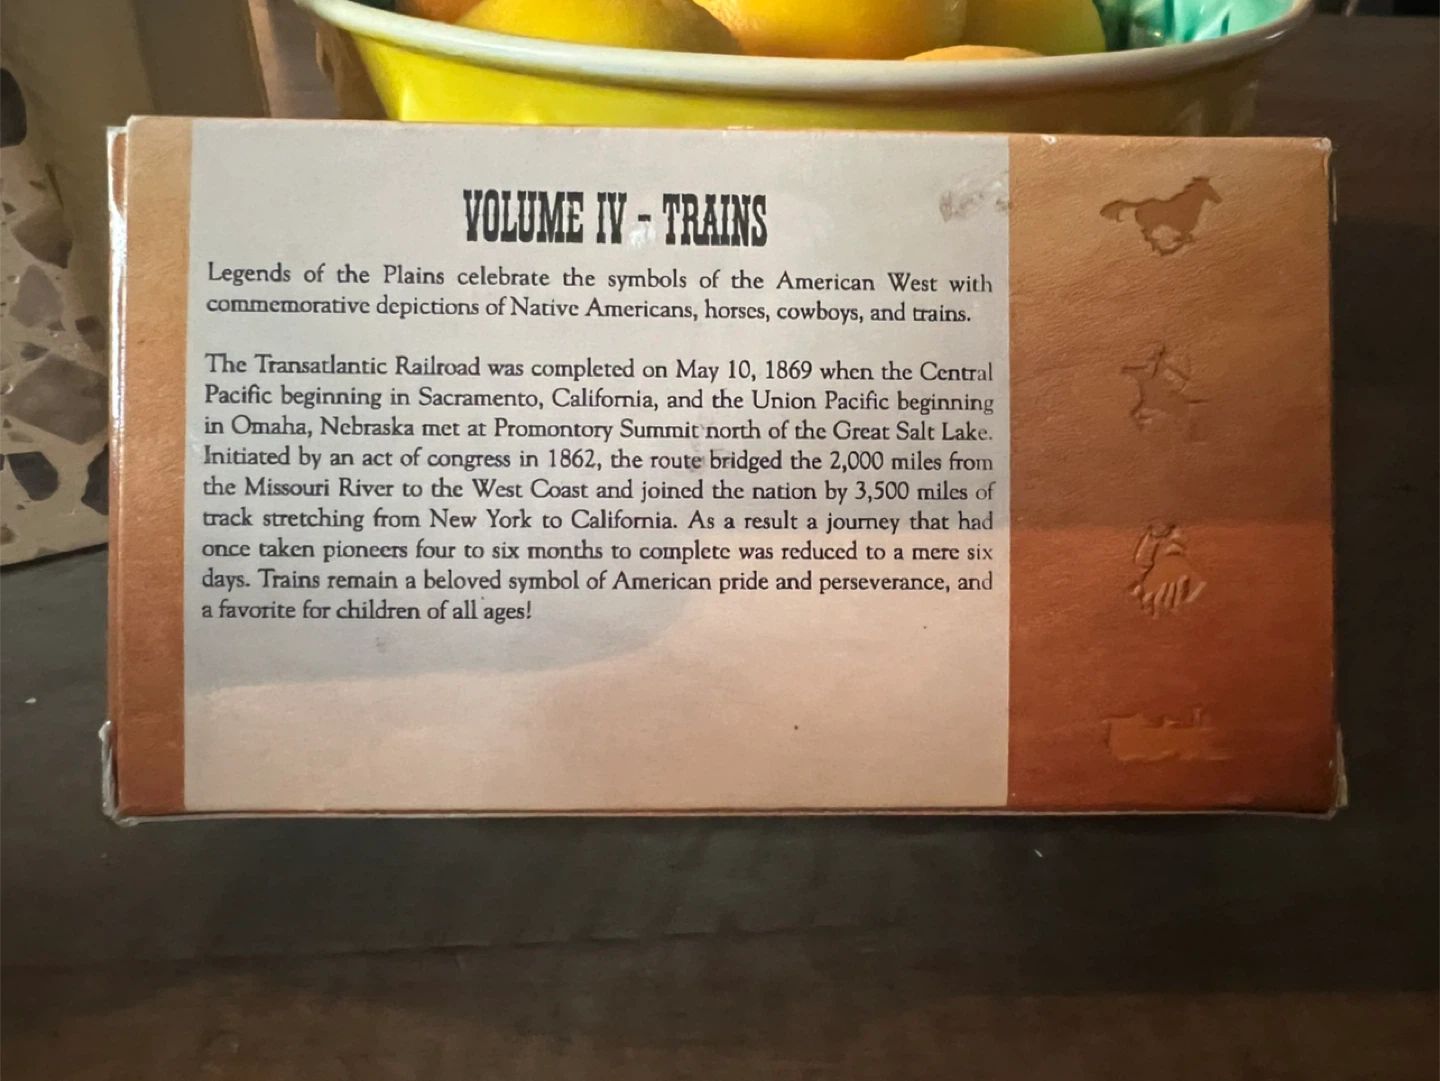 VOLUME IV - TRAINS
Legends of the Plains celebrate the symbols of the American West with
commemorative depictions of Native Americans, horses, cowboys, and trains.
The Transatlantic Railroad was completed on May 10, 1869 when the Central
Pacific beginning in Sacramento, California, and the Union Pacific beginning
in Omaha, Nebraska met at Promontory Summit north of the Great Salt Lake.
Initiated by an act of congress in 1862, the route bridged the 2,000 miles from
the Missouri River to the West Coast and joined the nation by 3,500 miles of
track stretching from New York to California. As a result a journey that had
once taken pioneers four to six months to complete was reduced to a mere six
days. Trains remain a beloved symbol of American pride and perseverance, and
a favorite for children of all ages!